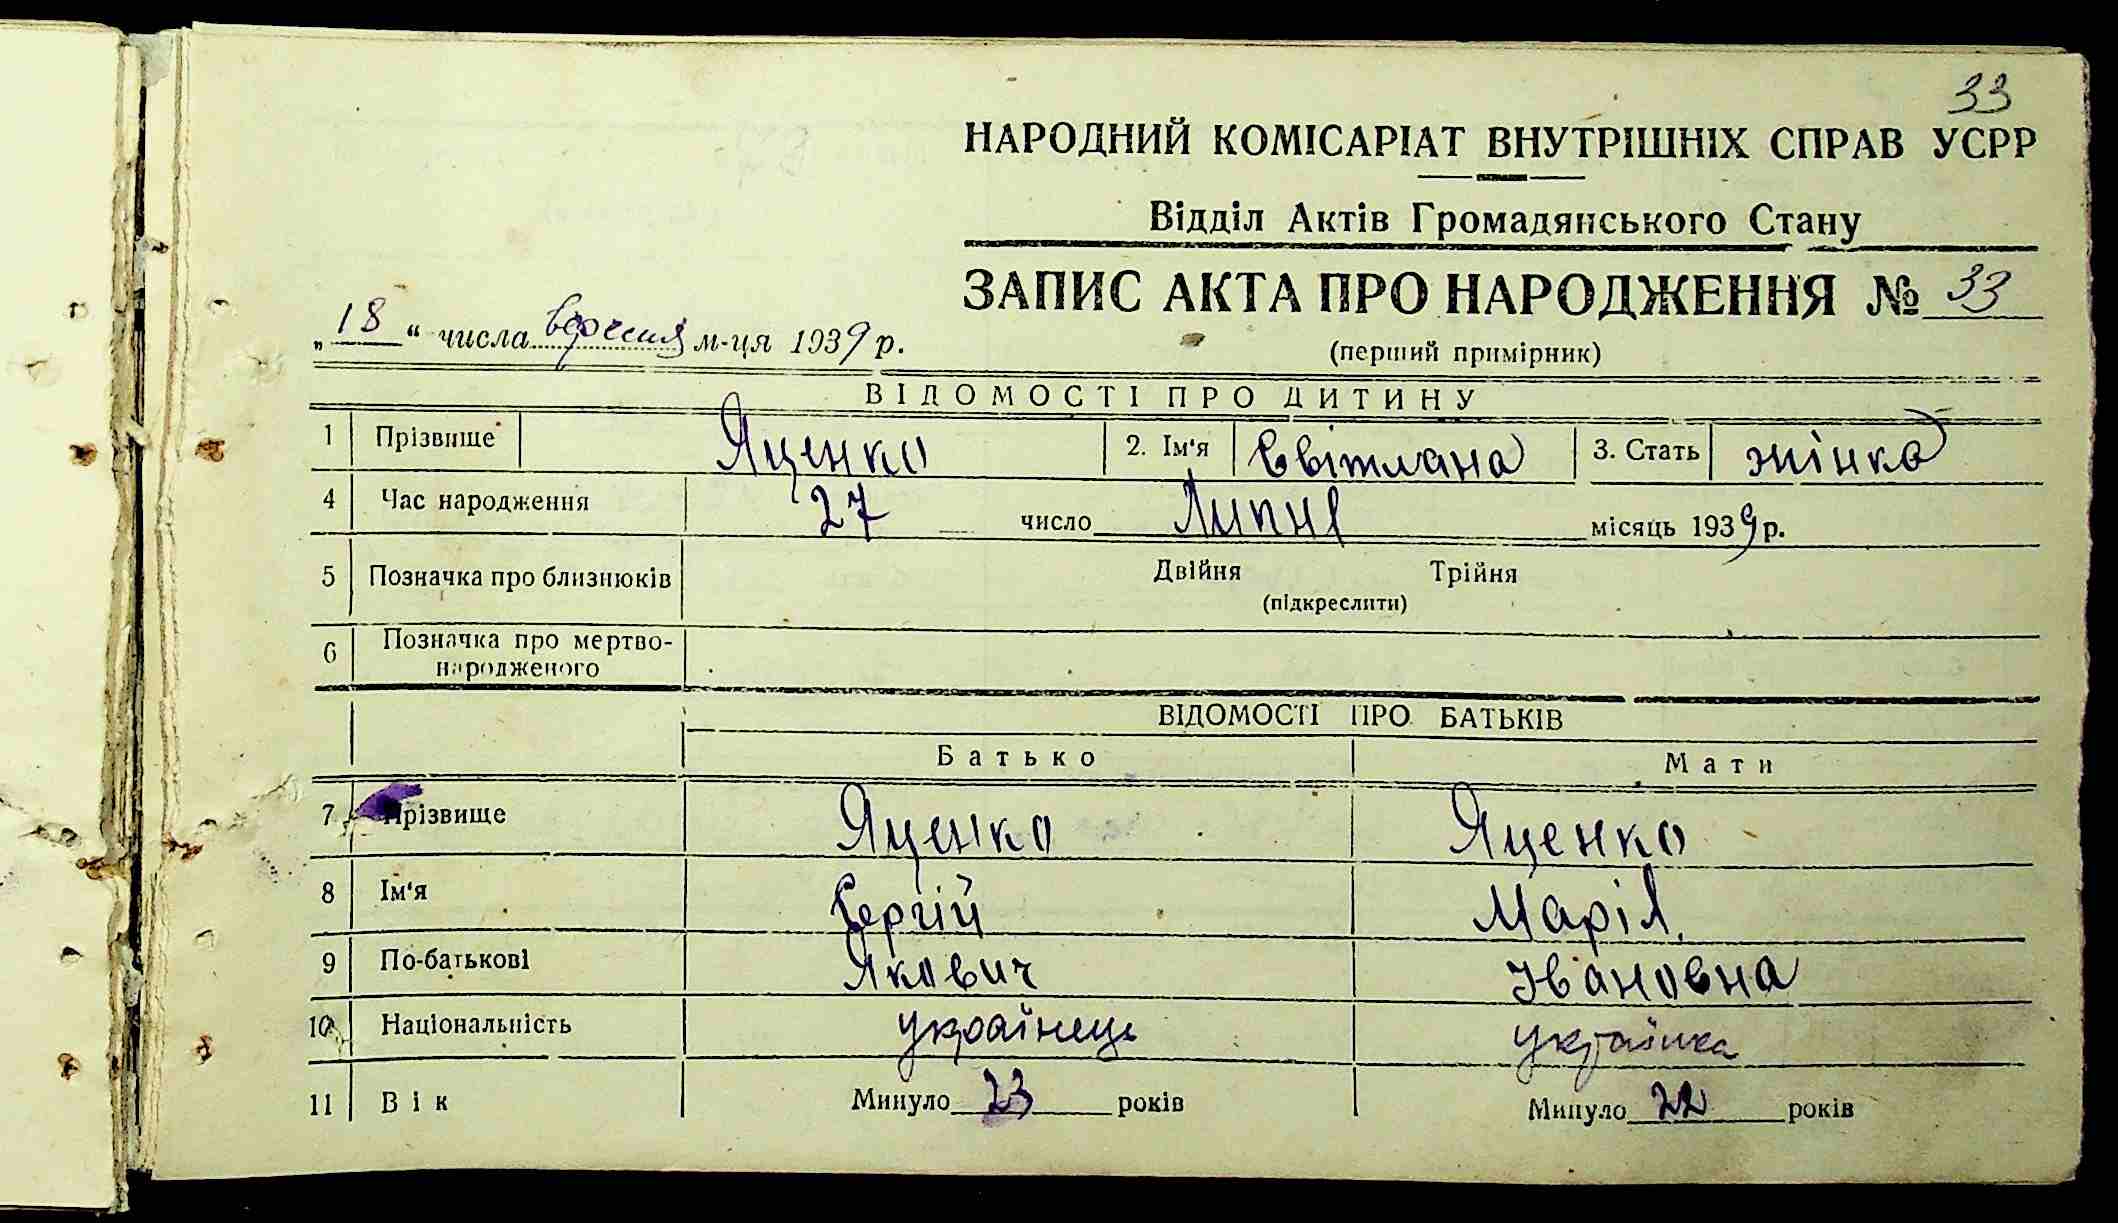 33
НАРОДНИЙ КОМІСАРІАТ ВНУТРІШНІХ СПРАВ УСРР
Відділ Актів Громадянського Стану
ЗАПИС АКТА ПРО НАРОДЖЕННЯ № 33
„18“ числа вересня м-ця 1939 р.
(перший примірник)
ВІДОМОСТІ ПРО ДИТИНУ
1 Прізвище Яценко 2. Ім'я Світлана 3. Стать жінка
4 Час народження 27 число Липня місяць 1939 р.
5 Позначка про близнюків Двійня Трійня
(підкреслити)
6 Позначка про мертво-
народженого
ВІДОМОСТІ ПРО БАТЬКІВ
Батько Мати
7 Прізвище Яценко Яценко
8 Ім'я Сергій Марія
9 По-батькові Якович Івановна
10 Національність українець українка
11 Вік Минуло 23 років Минуло 22 років